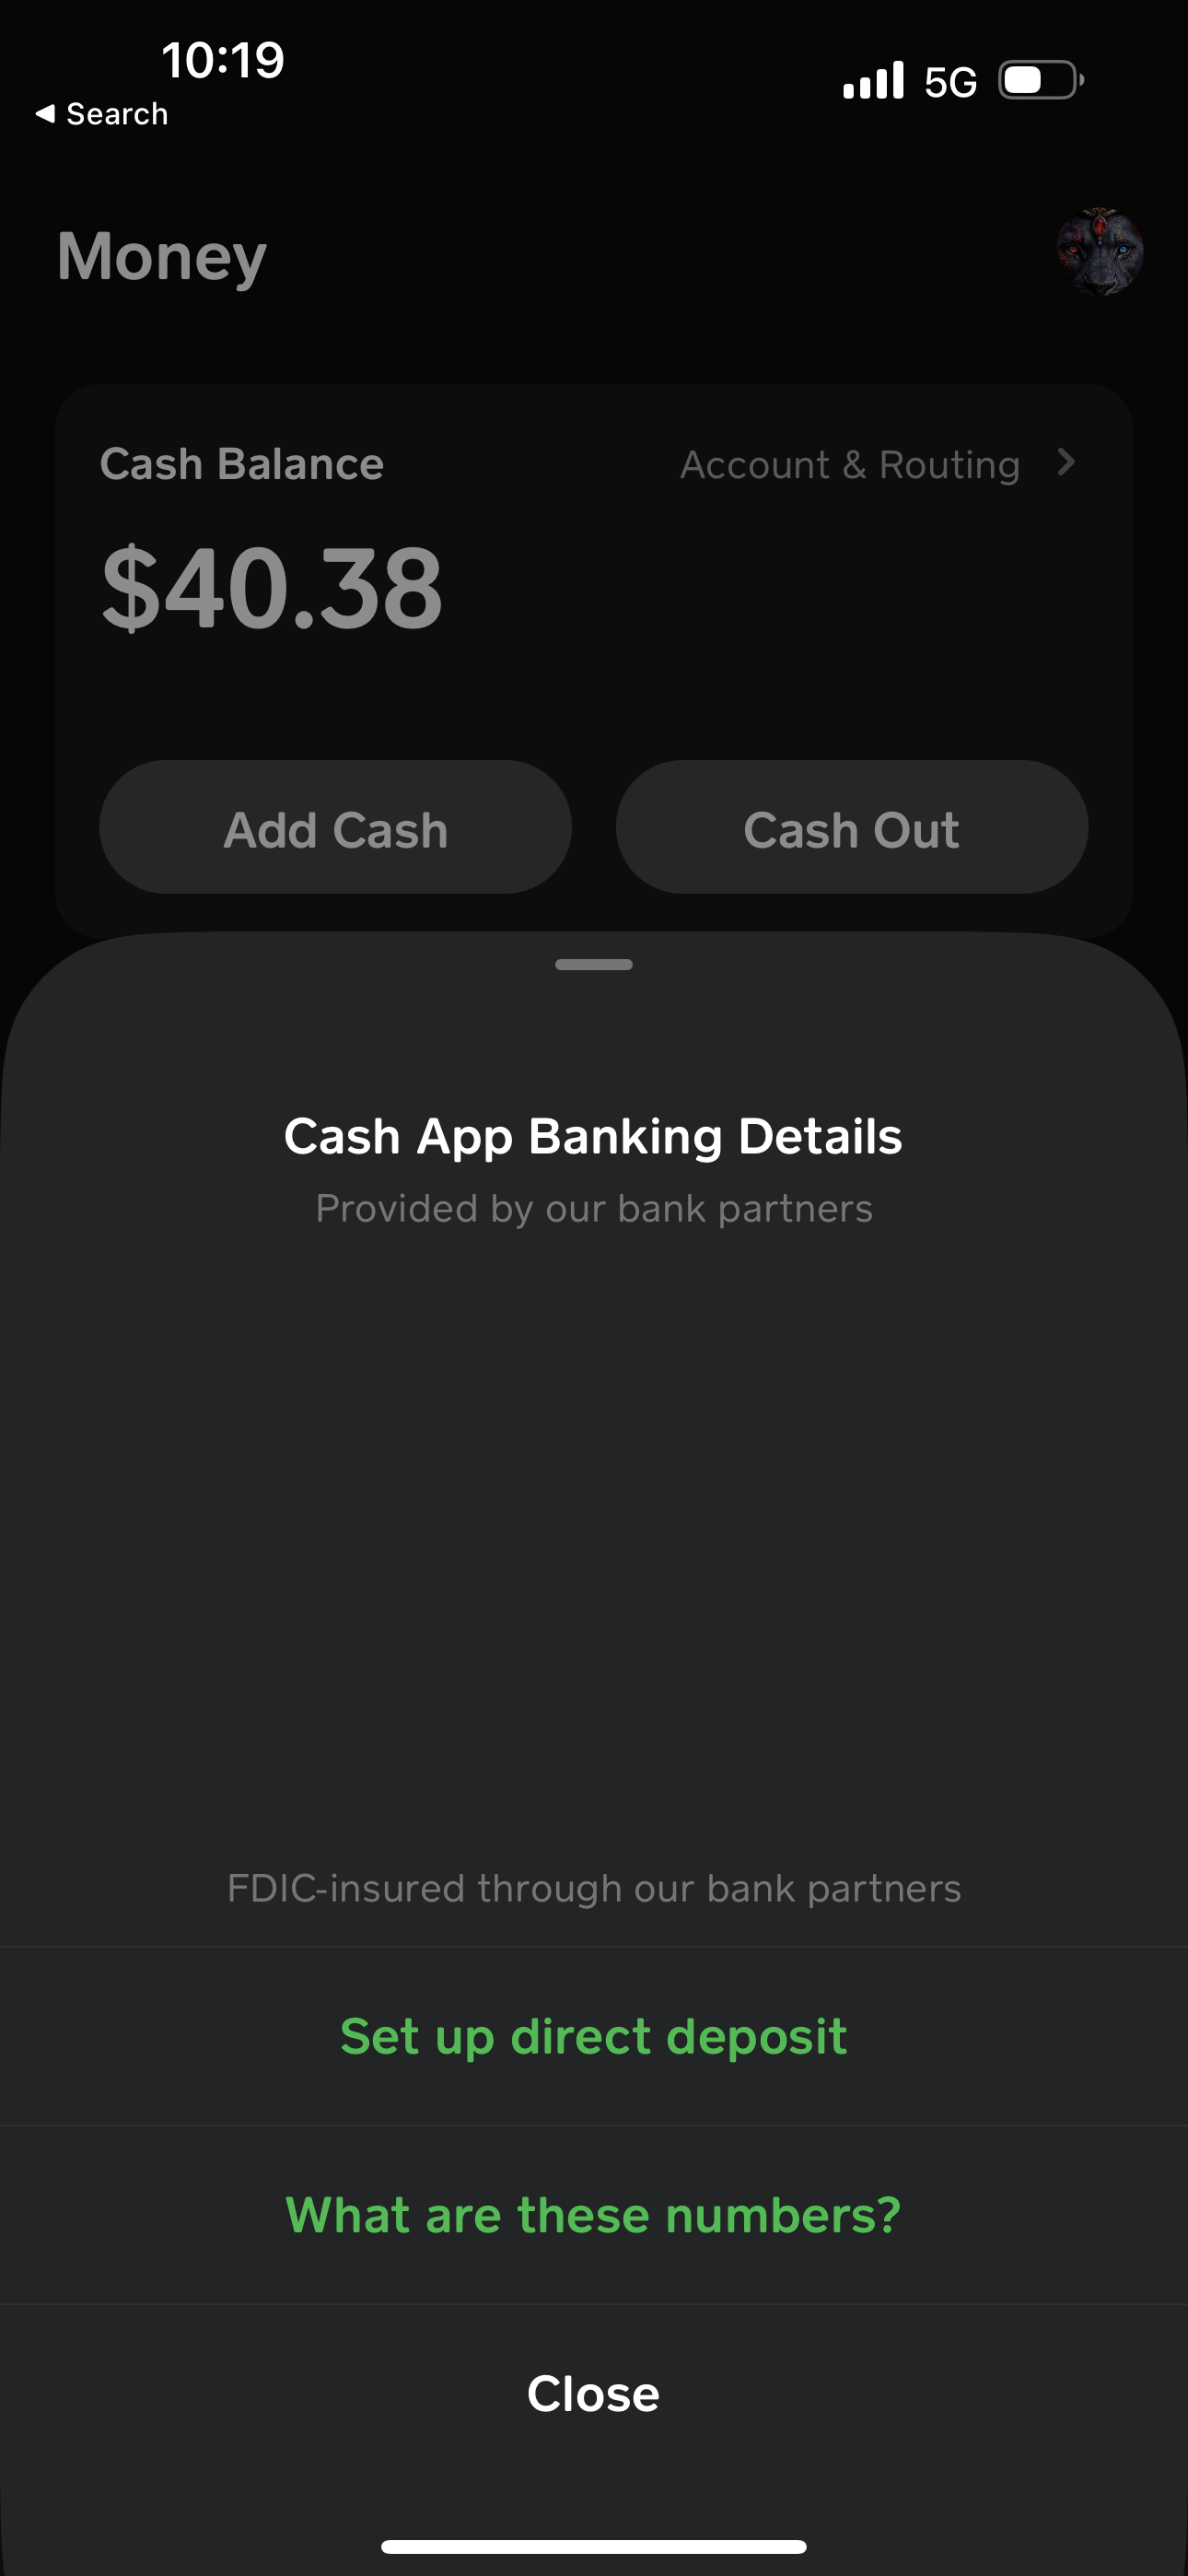 10:19
5G
◀ Search
Money
Cash Balance
Account & Routing
$40.38
Add Cash
Cash Out
Cash App Banking Details
Provided by our bank partners
FDIC-insured through our bank partners
Set up direct deposit
What are these numbers?
Close